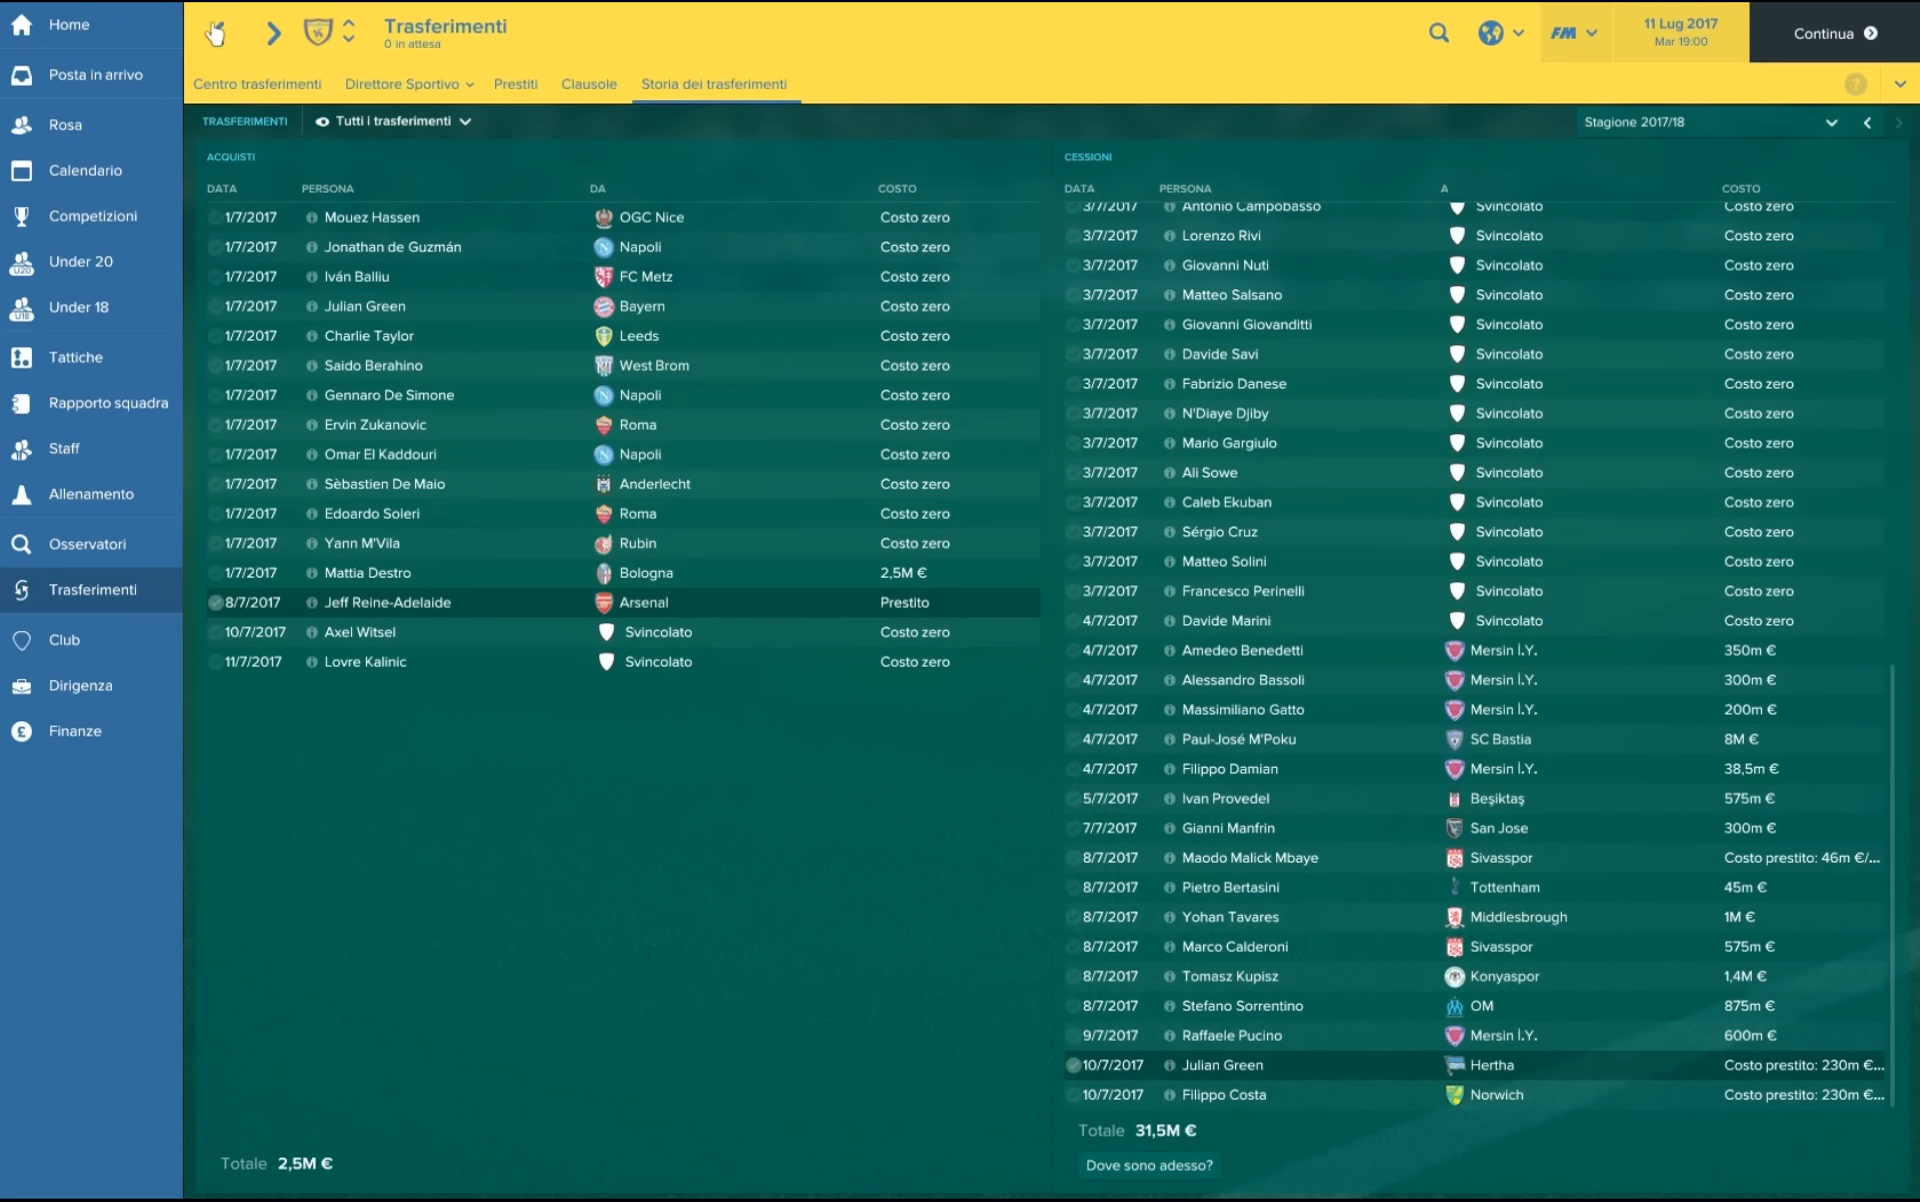 Home
Posta in arrivo
Rosa
Calendario
Competizioni
Under 20
Under 18
Tattiche
Rapporto squadra
Staff
Allenamento
Osservatori
Trasferimenti
Club
Dirigenza
Finanze
Trasferimenti
0 in attesa
FM
11 Lug 2017
Mar 19:00
Continua
Centro trasferimenti Direttore Sportivo Prestiti Clausole Storia dei trasferimenti
TRASFERIMENTI Tutti i trasferimenti Stagione 2017/18
ACQUISTI
DATA PERSONA DA COSTO
1/7/2017 Mouez Hassen OGC Nice Costo zero
1/7/2017 Jonathan de Guzmán Napoli Costo zero
1/7/2017 Iván Balliu FC Metz Costo zero
1/7/2017 Julian Green Bayern Costo zero
1/7/2017 Charlie Taylor Leeds Costo zero
1/7/2017 Saido Berahino West Brom Costo zero
1/7/2017 Gennaro De Simone Napoli Costo zero
1/7/2017 Ervin Zukanovic Roma Costo zero
1/7/2017 Omar El Kaddouri Napoli Costo zero
1/7/2017 Sèbastien De Maio Anderlecht Costo zero
1/7/2017 Edoardo Soleri Roma Costo zero
1/7/2017 Yann M'Vila Rubin Costo zero
1/7/2017 Mattia Destro Bologna 2,5M €
8/7/2017 Jeff Reine-Adelaide Arsenal Prestito
10/7/2017 Axel Witsel Svincolato Costo zero
11/7/2017 Lovre Kalinic Svincolato Costo zero
Totale 2,5M €
CESSIONI
DATA PERSONA A COSTO
3/7/2017 Antonio Campobasso Svincolato Costo zero
3/7/2017 Lorenzo Rivi Svincolato Costo zero
3/7/2017 Giovanni Nuti Svincolato Costo zero
3/7/2017 Matteo Salsano Svincolato Costo zero
3/7/2017 Giovanni Giovanditti Svincolato Costo zero
3/7/2017 Davide Savi Svincolato Costo zero
3/7/2017 Fabrizio Danese Svincolato Costo zero
3/7/2017 N'Diaye Djiby Svincolato Costo zero
3/7/2017 Mario Gargiulo Svincolato Costo zero
3/7/2017 Ali Sowe Svincolato Costo zero
3/7/2017 Caleb Ekuban Svincolato Costo zero
3/7/2017 Sérgio Cruz Svincolato Costo zero
3/7/2017 Matteo Solini Svincolato Costo zero
3/7/2017 Francesco Perinelli Svincolato Costo zero
4/7/2017 Davide Marini Svincolato Costo zero
4/7/2017 Amedeo Benedetti Mersin İ.Y. 350m €
4/7/2017 Alessandro Bassoli Mersin İ.Y. 300m €
4/7/2017 Massimiliano Gatto Mersin İ.Y. 200m €
4/7/2017 Paul-José M'Poku SC Bastia 8M €
4/7/2017 Filippo Damian Mersin İ.Y. 38,5m €
5/7/2017 Ivan Provedel Beşiktaş 575m €
7/7/2017 Gianni Manfrin San Jose 300m €
8/7/2017 Maodo Malick Mbaye Sivasspor Costo prestito: 46m €/...
8/7/2017 Pietro Bertasini Tottenham 45m €
8/7/2017 Yohan Tavares Middlesbrough 1M €
8/7/2017 Marco Calderoni Sivasspor 575m €
8/7/2017 Tomasz Kupisz Konyaspor 1,4M €
8/7/2017 Stefano Sorrentino OM 875m €
9/7/2017 Raffaele Pucino Mersin İ.Y. 600m €
10/7/2017 Julian Green Hertha Costo prestito: 230m €...
10/7/2017 Filippo Costa Norwich Costo prestito: 230m €...
Totale 31,5M €
Dove sono adesso?